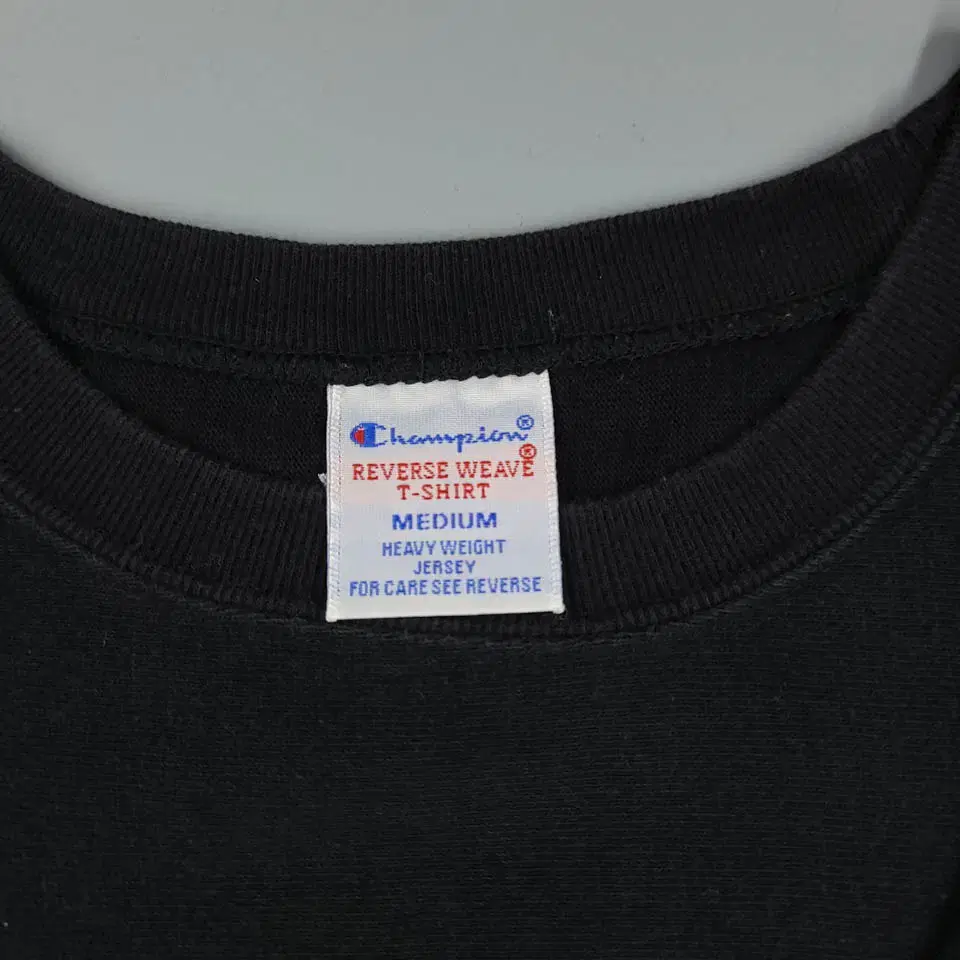 Champion®
REVERSE WEAVE®
T-SHIRT
MEDIUM
HEAVY WEIGHT
JERSEY
FOR CARE SEE REVERSE